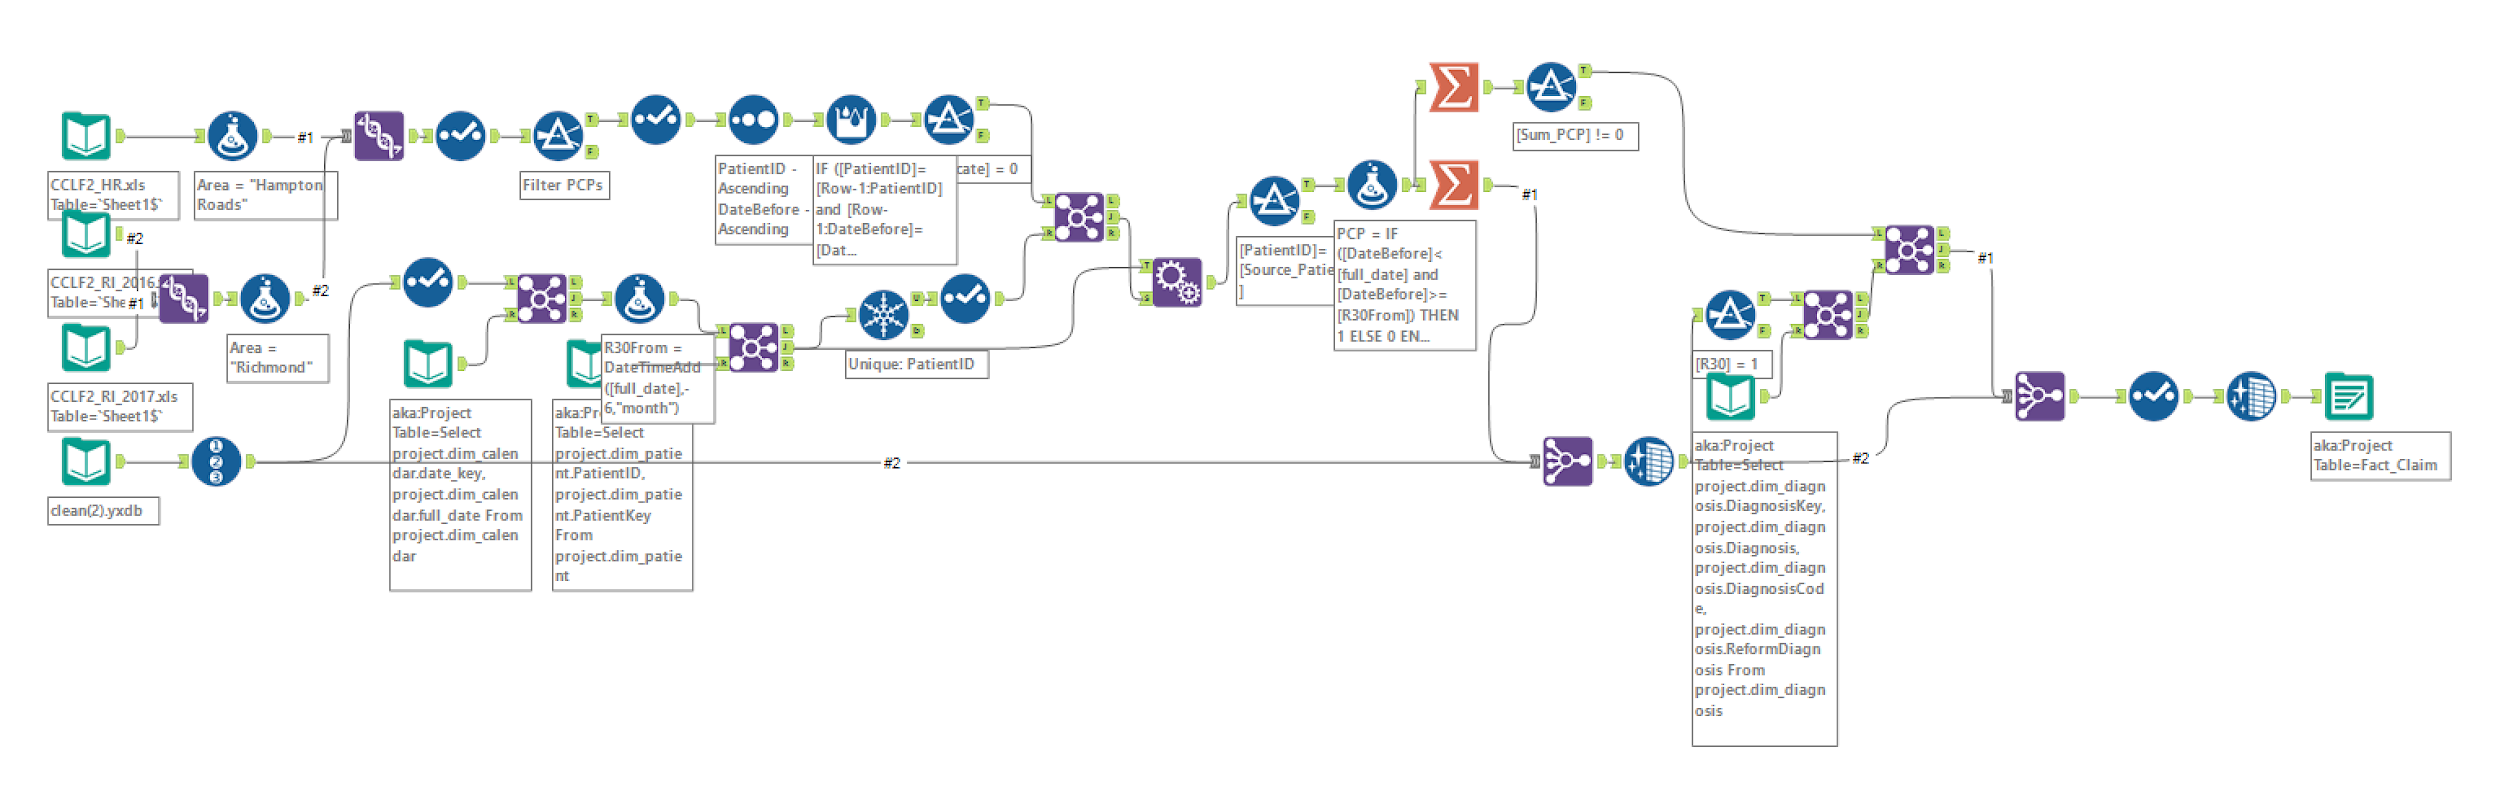 #1
CCLF2_HR.xls
Table=`Sheet1$`
Area = "Hampton
Roads"
Filter PCPs
T
F
PatientID -
Ascending
DateBefore -
Ascending
IF ([PatientID]=
[Row-1:PatientID]
and [Row-
1:DateBefore]=
[Dat...
cate] = 0
T
F
#2
CCLF2_RI_2016.
Table=`She
#1
Area =
"Richmond"
#2
CCLF2_RI_2017.xls
Table=`Sheet1$`
clean(2).yxdb
1
2
3
L
R
L
J
R
aka:Project
Table=Select
project.dim_calen
dar.date_key,
project.dim_calen
dar.full_date From
project.dim_calen
dar
R30From =
DateTimeAdd
([full_date],-
6,"month")
aka:Pr
Table=Select
project.dim_patie
nt.PatientID,
project.dim_patie
nt.PatientKey
From
project.dim_patie
nt
L
R
L
J
R
Unique: PatientID
U
D
L
R
L
J
R
T
S
#2
[PatientID]=
[Source_Patie
]
T
F
PCP = IF
([DateBefore]<
[full_date] and
[DateBefore]>=
[R30From]) THEN
1 ELSE 0 EN...
[Sum_PCP] != 0
T
F
#1
[R30] = 1
T
F
L
R
L
J
R
aka:Project
Table=Select
project.dim_diagn
osis.DiagnosisKey,
project.dim_diagn
osis.Diagnosis,
project.dim_diagn
osis.DiagnosisCod
e,
project.dim_diagn
osis.ReformDiagn
osis From
project.dim_diagn
osis
L
R
L
J
R
#1
#2
aka:Project
Table=Fact_Claim